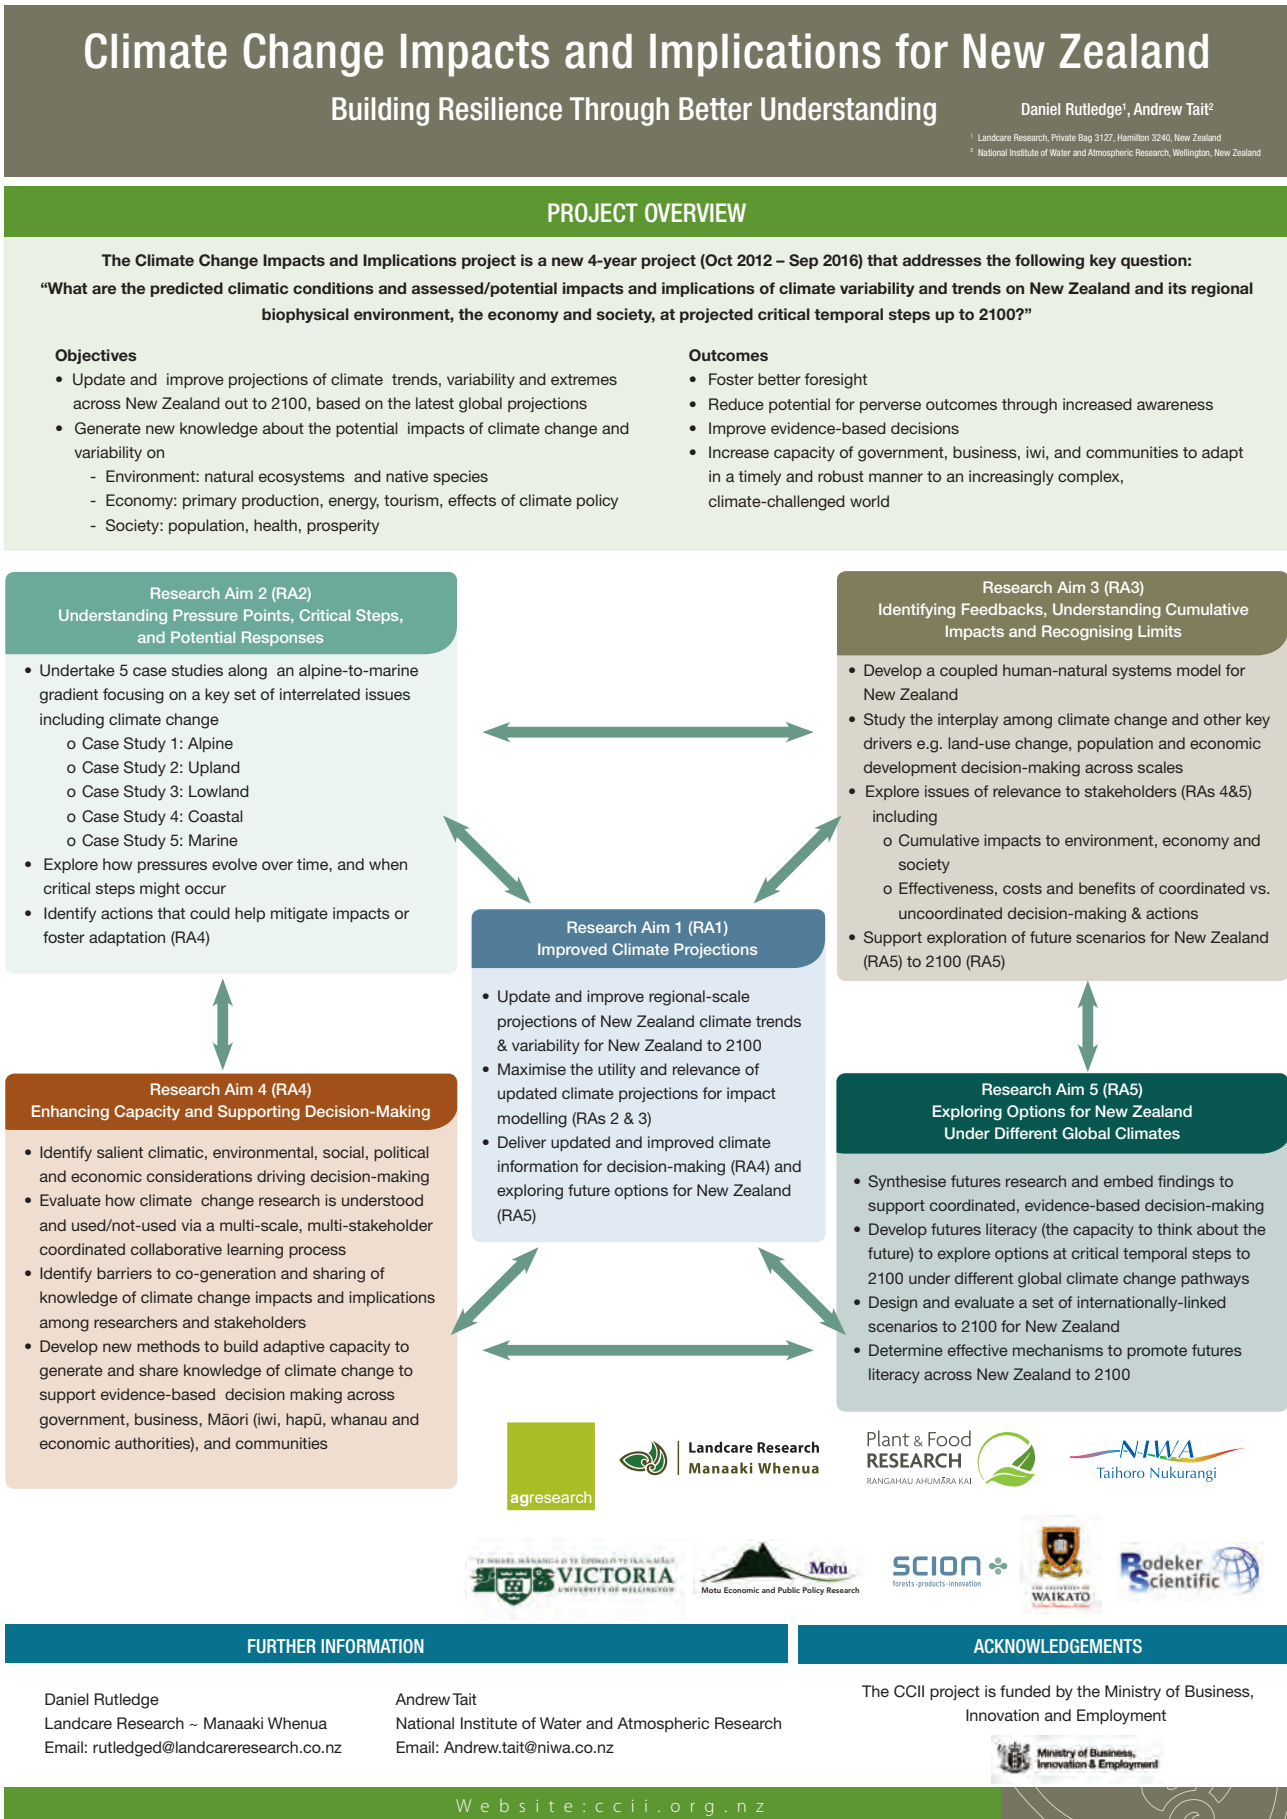 Climate Change Impacts and Implications for New Zealand
Building Resilience Through Better Understanding
Daniel Rutledge¹, Andrew Tait²
¹ Landcare Research, Private Bag 3127, Hamilton 3240, New Zealand
² National Institute of Water and Atmospheric Research, Wellington, New Zealand
PROJECT OVERVIEW
The Climate Change Impacts and Implications project is a new 4-year project (Oct 2012 – Sep 2016) that addresses the following key question:
“What are the predicted climatic conditions and assessed/potential impacts and implications of climate variability and trends on New Zealand and its regional
biophysical environment, the economy and society, at projected critical temporal steps up to 2100?”
Objectives
• Update and improve projections of climate trends, variability and extremes
across New Zealand out to 2100, based on the latest global projections
• Generate new knowledge about the potential impacts of climate change and
variability on
- Environment: natural ecosystems and native species
- Economy: primary production, energy, tourism, effects of climate policy
- Society: population, health, prosperity
Outcomes
• Foster better foresight
• Reduce potential for perverse outcomes through increased awareness
• Improve evidence-based decisions
• Increase capacity of government, business, iwi, and communities to adapt
in a timely and robust manner to an increasingly complex,
climate-challenged world
Research Aim 2 (RA2)
Understanding Pressure Points, Critical Steps,
and Potential Responses
• Undertake 5 case studies along an alpine-to-marine
gradient focusing on a key set of interrelated issues
including climate change
o Case Study 1: Alpine
o Case Study 2: Upland
o Case Study 3: Lowland
o Case Study 4: Coastal
o Case Study 5: Marine
• Explore how pressures evolve over time, and when
critical steps might occur
• Identify actions that could help mitigate impacts or
foster adaptation (RA4)
Research Aim 3 (RA3)
Identifying Feedbacks, Understanding Cumulative
Impacts and Recognising Limits
• Develop a coupled human-natural systems model for
New Zealand
• Study the interplay among climate change and other key
drivers e.g. land-use change, population and economic
development decision-making across scales
• Explore issues of relevance to stakeholders (RAs 4&5)
including
o Cumulative impacts to environment, economy and
society
o Effectiveness, costs and benefits of coordinated vs.
uncoordinated decision-making & actions
• Support exploration of future scenarios for New Zealand
(RA5) to 2100 (RA5)
Research Aim 1 (RA1)
Improved Climate Projections
• Update and improve regional-scale
projections of New Zealand climate trends
& variability for New Zealand to 2100
• Maximise the utility and relevance of
updated climate projections for impact
modelling (RAs 2 & 3)
• Deliver updated and improved climate
information for decision-making (RA4) and
exploring future options for New Zealand
(RA5)
Research Aim 4 (RA4)
Enhancing Capacity and Supporting Decision-Making
• Identify salient climatic, environmental, social, political
and economic considerations driving decision-making
• Evaluate how climate change research is understood
and used/not-used via a multi-scale, multi-stakeholder
coordinated collaborative learning process
• Identify barriers to co-generation and sharing of
knowledge of climate change impacts and implications
among researchers and stakeholders
• Develop new methods to build adaptive capacity to
generate and share knowledge of climate change to
support evidence-based decision making across
government, business, Māori (iwi, hapū, whanau and
economic authorities), and communities
Research Aim 5 (RA5)
Exploring Options for New Zealand
Under Different Global Climates
• Synthesise futures research and embed findings to
support coordinated, evidence-based decision-making
• Develop futures literacy (the capacity to think about the
future) to explore options at critical temporal steps to
2100 under different global climate change pathways
• Design and evaluate a set of internationally-linked
scenarios to 2100 for New Zealand
• Determine effective mechanisms to promote futures
literacy across New Zealand to 2100
agresearch
Landcare Research
Manaaki Whenua
Plant & Food
RESEARCH
RANGAHAU AHUMĀRA KAI
NIWA
Taihoro Nukurangi
VICTORIA
UNIVERSITY OF WELLINGTON
Motu
Motu Economic and Public Policy Research
SCION
forests-products-innovation
THE UNIVERSITY OF
WAIKATO
Bodeker
Scientific
FURTHER INFORMATION
Daniel Rutledge
Landcare Research ~ Manaaki Whenua
Email: rutledged@landcareresearch.co.nz
Andrew Tait
National Institute of Water and Atmospheric Research
Email: Andrew.tait@niwa.co.nz
ACKNOWLEDGEMENTS
The CCII project is funded by the Ministry of Business,
Innovation and Employment
Ministry of Business,
Innovation & Employment
Website:ccii.org.nz